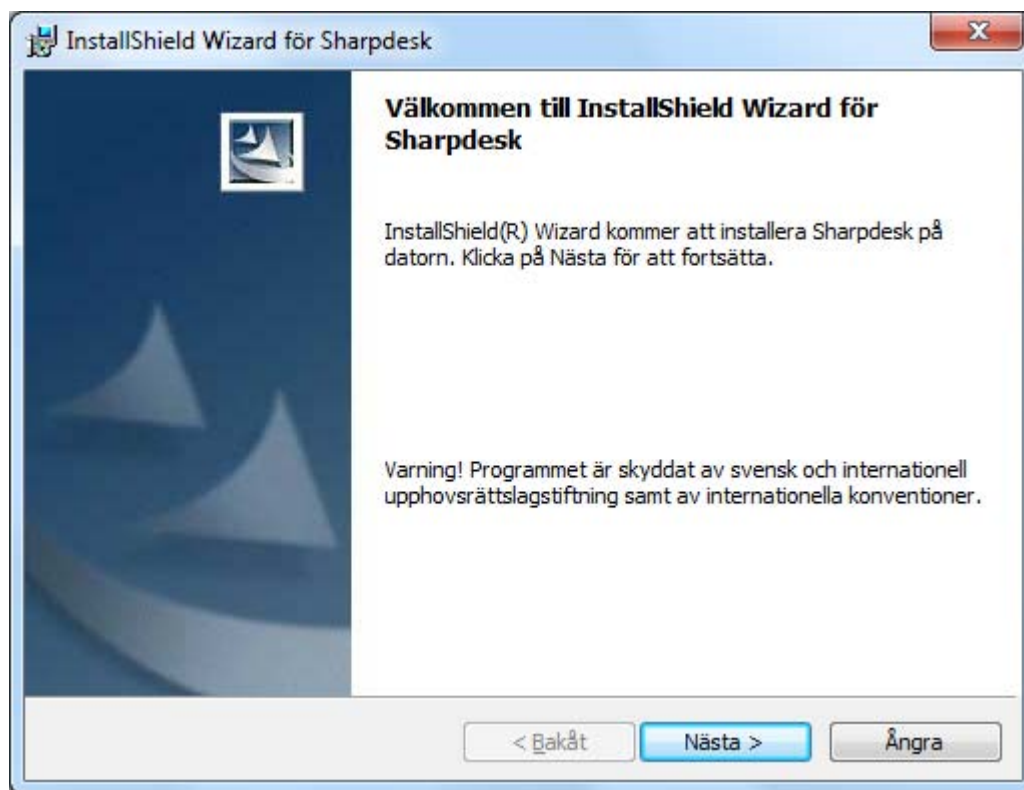 InstallShield Wizard för Sharpdesk
Välkommen till InstallShield Wizard för
Sharpdesk
InstallShield(R) Wizard kommer att installera Sharpdesk på
datorn. Klicka på Nästa för att fortsätta.
Varning! Programmet är skyddat av svensk och internationell
upphovsrättslagstiftning samt av internationella konventioner.
< Bakåt
Nästa >
Ångra